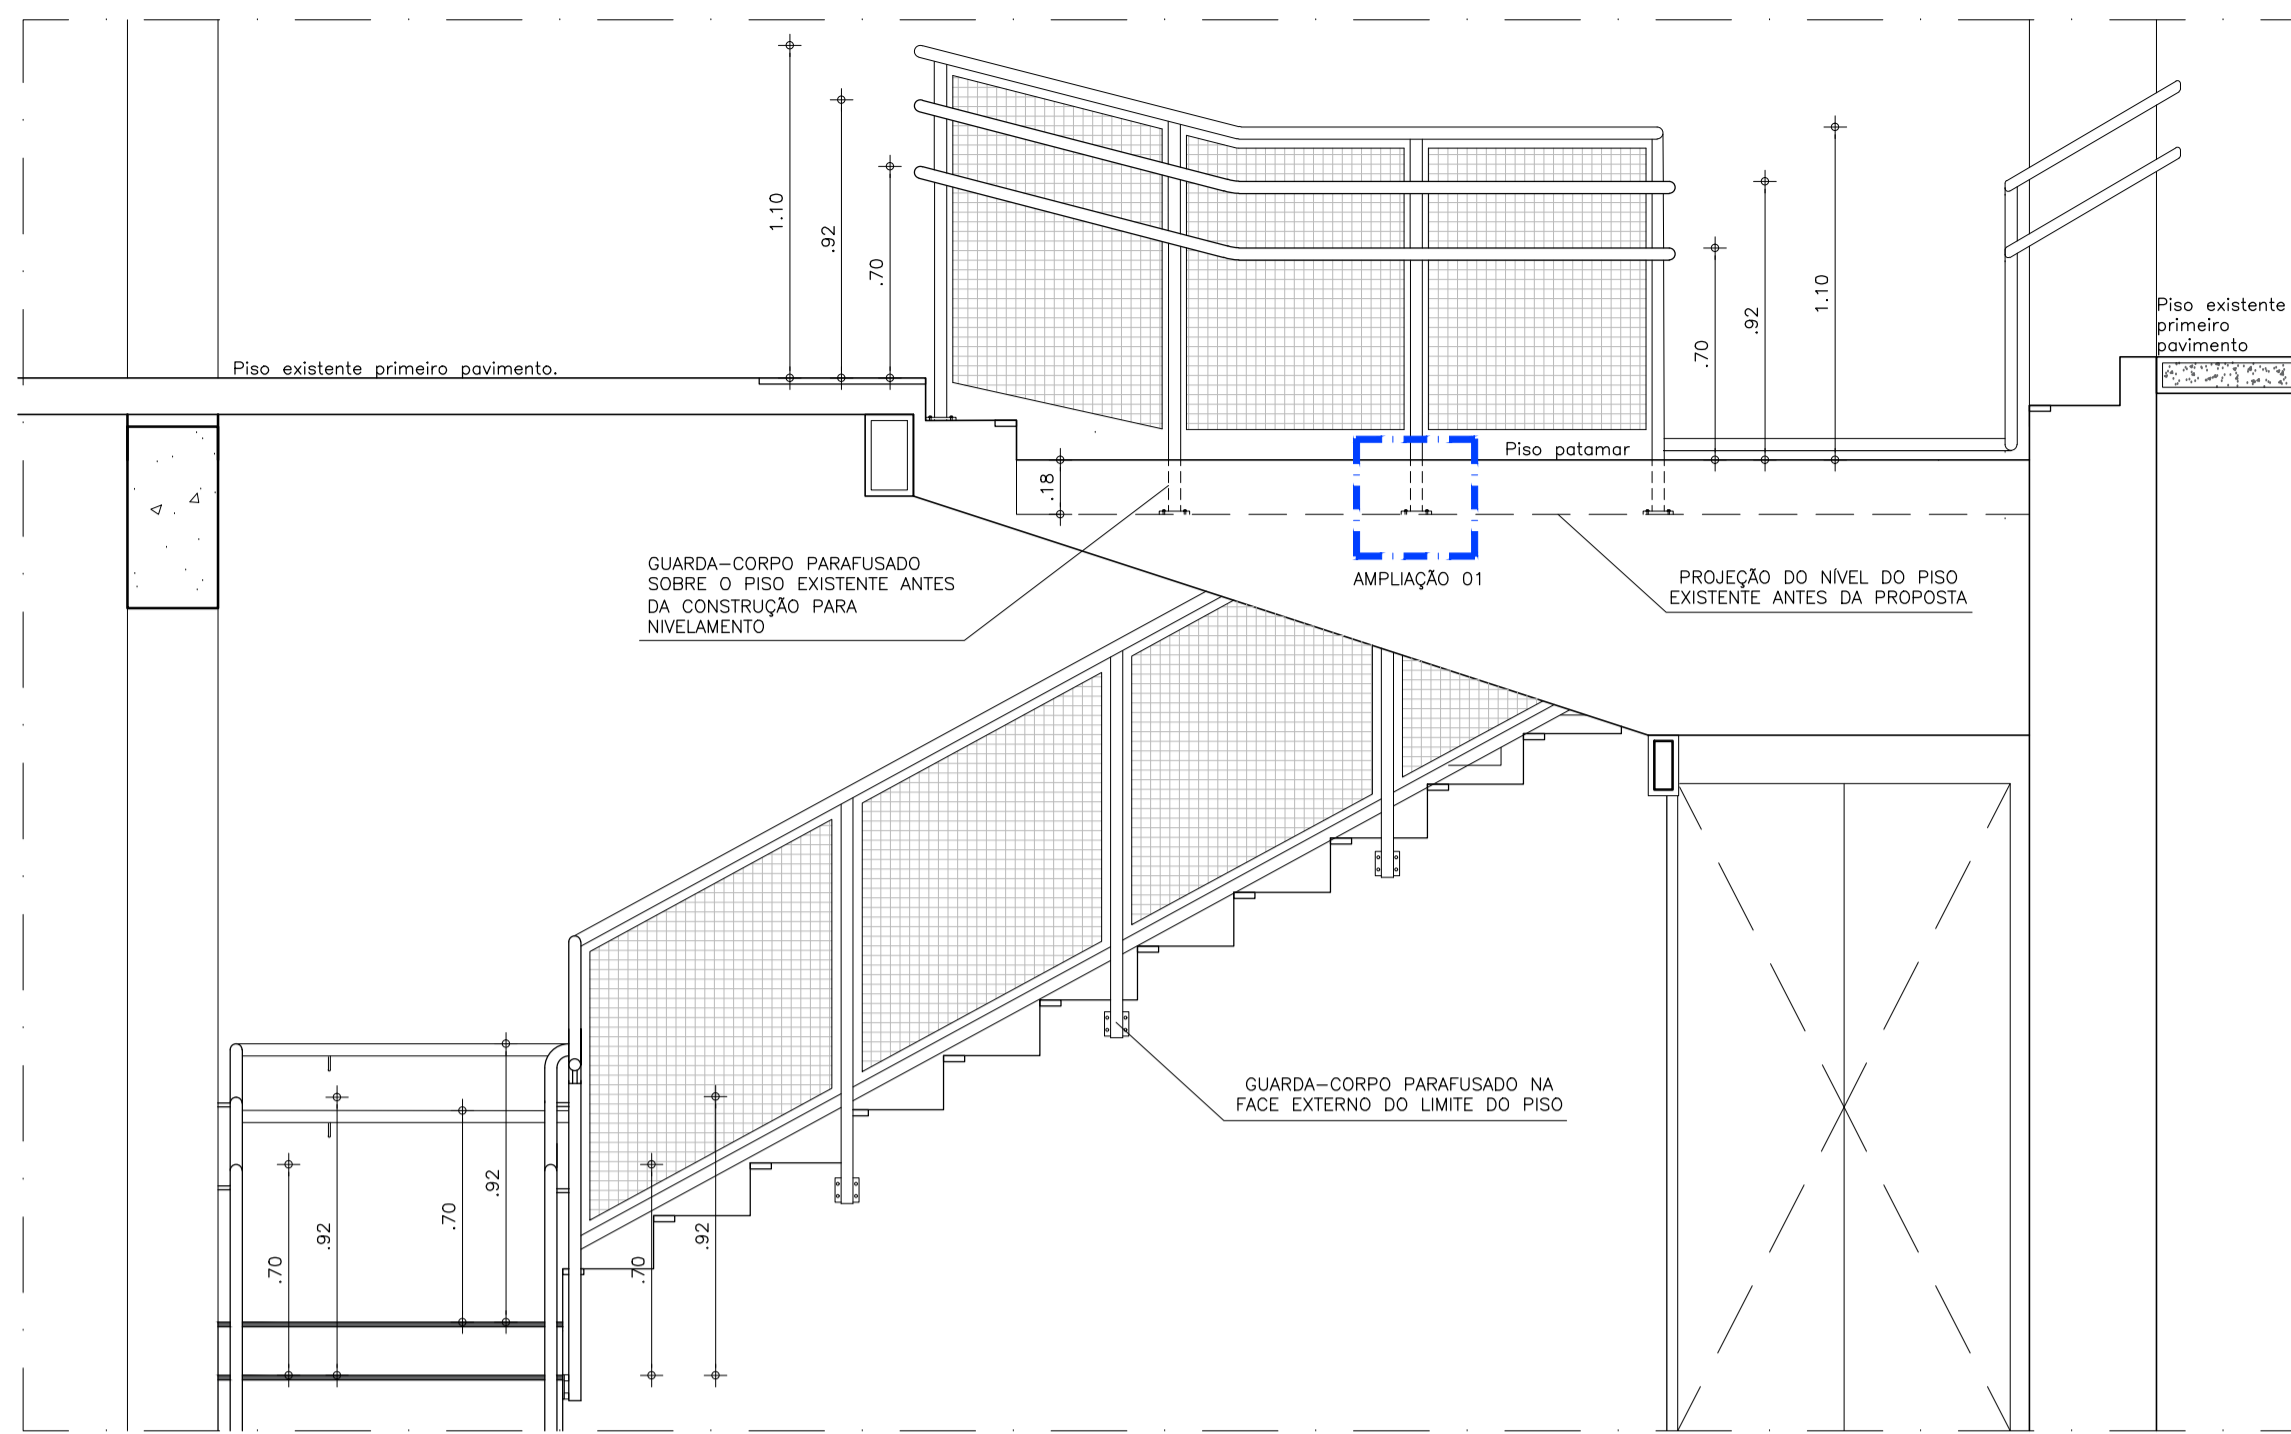 1.10
.92
.70
.70
.92
1.10
Piso existente
primeiro
pavimento
Piso existente primeiro pavimento.
Piso patamar
.18
GUARDA-CORPO PARAFUSADO
SOBRE O PISO EXISTENTE ANTES
DA CONSTRUÇÃO PARA
NIVELAMENTO
AMPLIAÇÃO 01
PROJEÇÃO DO NÍVEL DO PISO
EXISTENTE ANTES DA PROPOSTA
GUARDA-CORPO PARAFUSADO NA
FACE EXTERNO DO LIMITE DO PISO
.70
.92
.70
.92
.70
.92